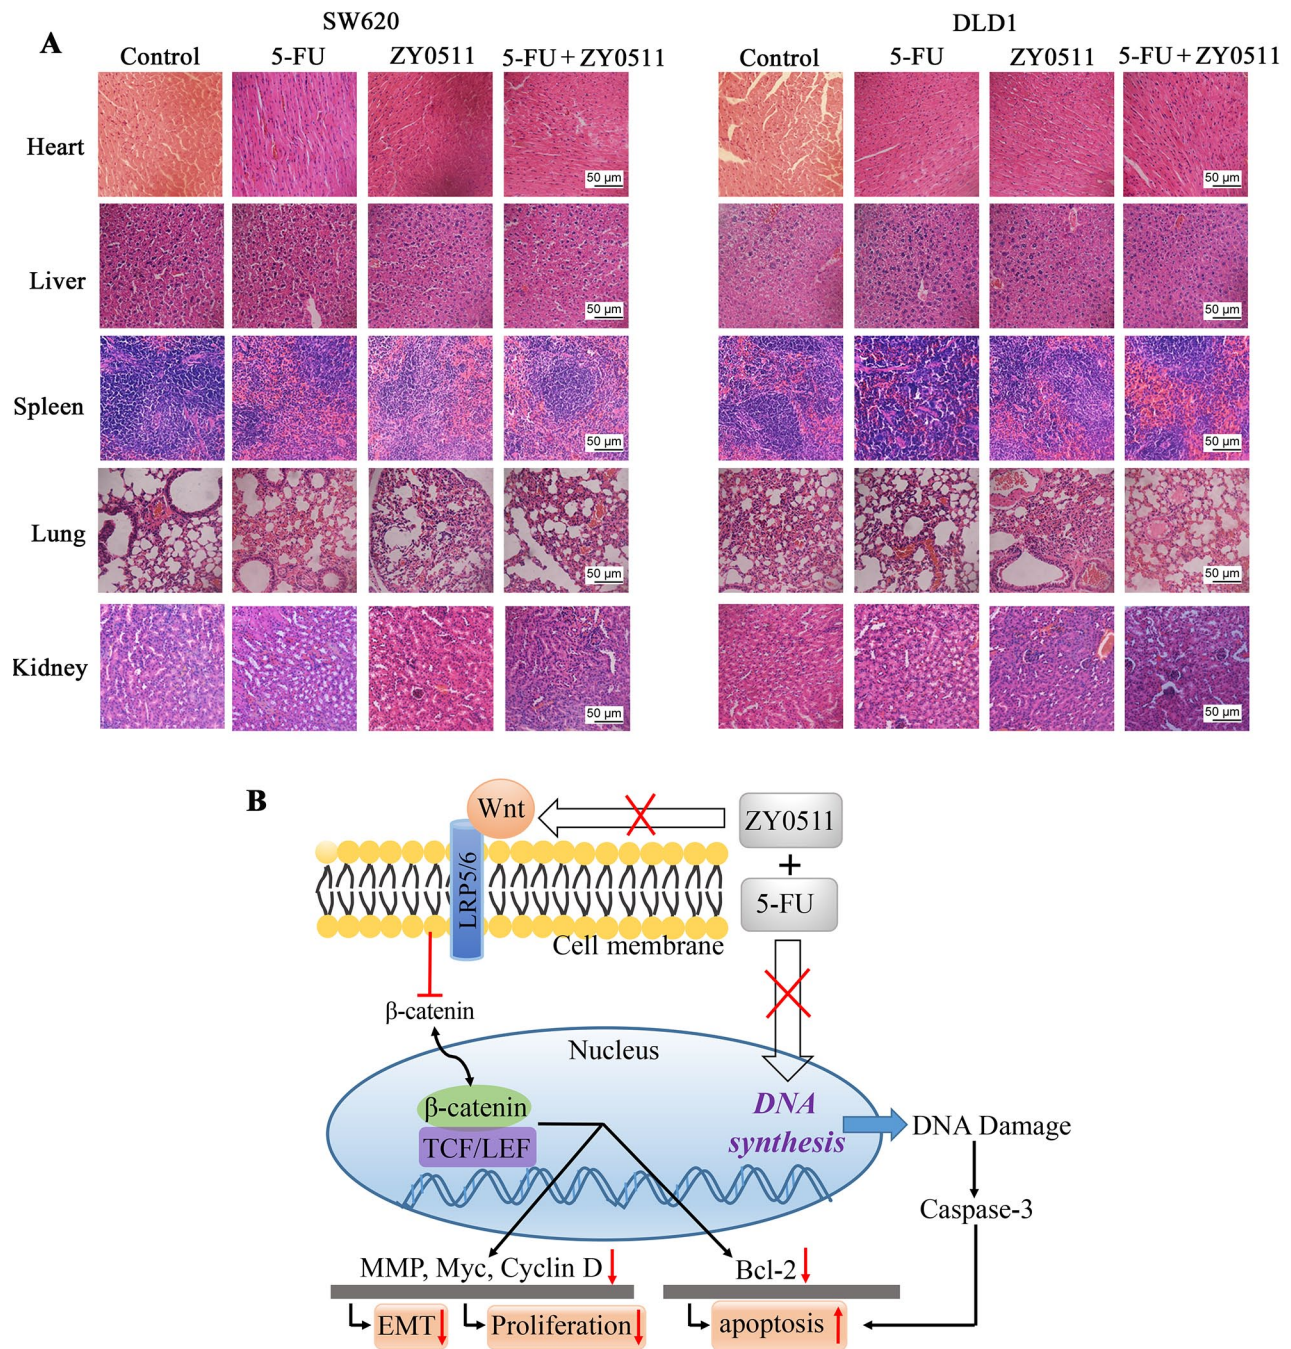 A
SW620
DLD1
Control 5-FU ZY0511 5-FU + ZY0511
Control 5-FU ZY0511 5-FU + ZY0511
Heart
50 µm
50 µm
Liver
50 µm
50 µm
Spleen
50 µm
50 µm
Lung
50 µm
50 µm
Kidney
50 µm
50 µm
B
Wnt
ZY0511
+
5-FU
LRP5/6
Cell membrane
β-catenin
Nucleus
β-catenin
TCF/LEF
DNA
synthesis
DNA Damage
Caspase-3
MMP, Myc, Cyclin D
Bcl-2
EMT
Proliferation
apoptosis